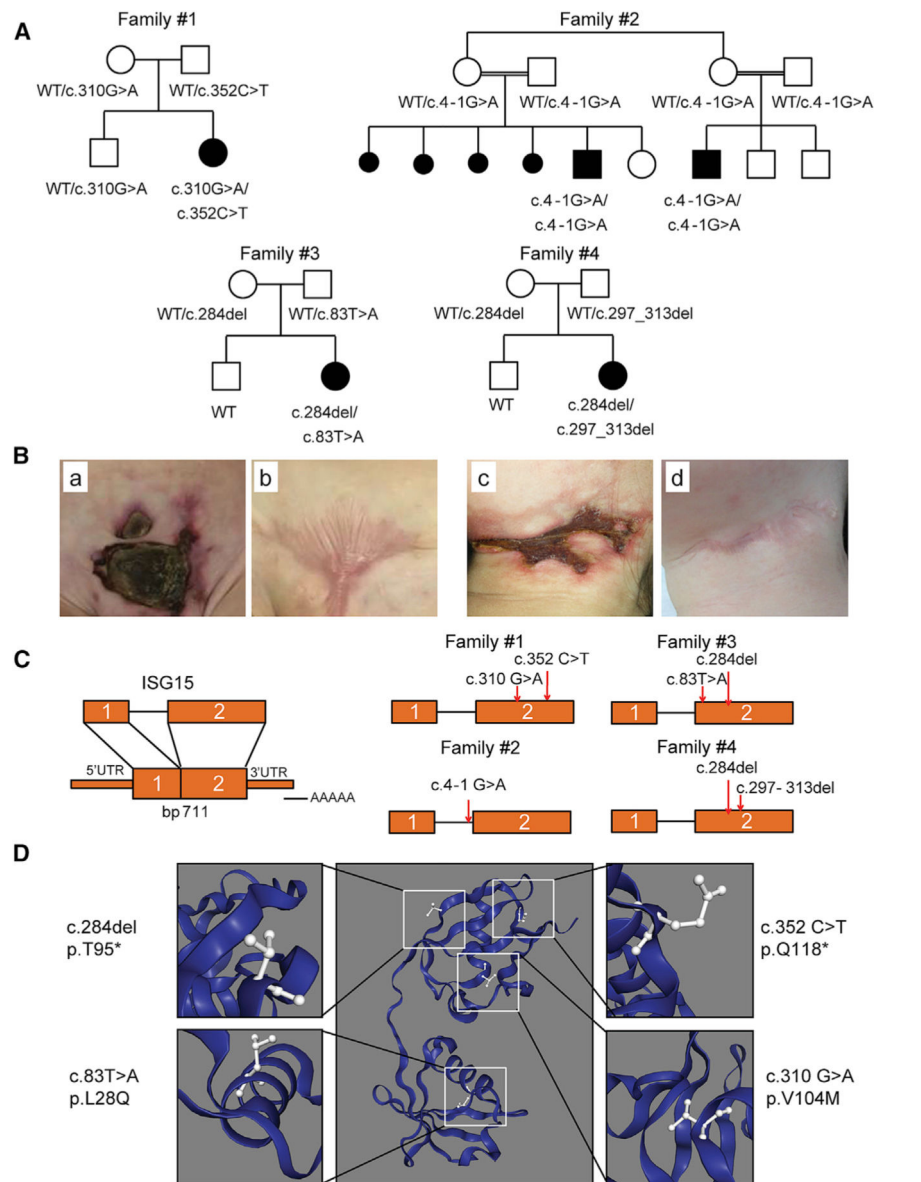 A
Family #1
Family #2
WT/c.310G>A WT/c.352C>T
WT/c.4-1G>A WT/c.4-1G>A WT/c.4-1G>A WT/c.4-1G>A
WT/c.310G>A c.310G>A/
c.352C>T
c.4-1G>A/ c.4-1G>A/
c.4-1G>A c.4-1G>A
Family #3
Family #4
WT/c.284del WT/c.83T>A
WT/c.284del WT/c.297_313del
WT c.284del/
c.83T>A
WT c.284del/
c.297_313del
B
a
b
c
d
C
ISG15
1 2
5'UTR 1 2 3'UTR
AAAAA
bp711
Family #1
c.352 C>T
c.310 G>A
1 2
Family #3
c.284del
c.83T>A
1 2
Family #2
c.4-1 G>A
1 2
Family #4
c.284del
c.297- 313del
1 2
D
c.284del
p.T95*
c.352 C>T
p.Q118*
c.83T>A
p.L28Q
c.310 G>A
p.V104M